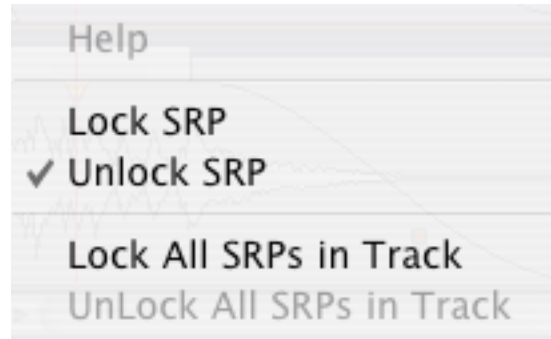 Help
Lock SRP
Unlock SRP
Lock All SRPs in Track
UnLock All SRPs in Track